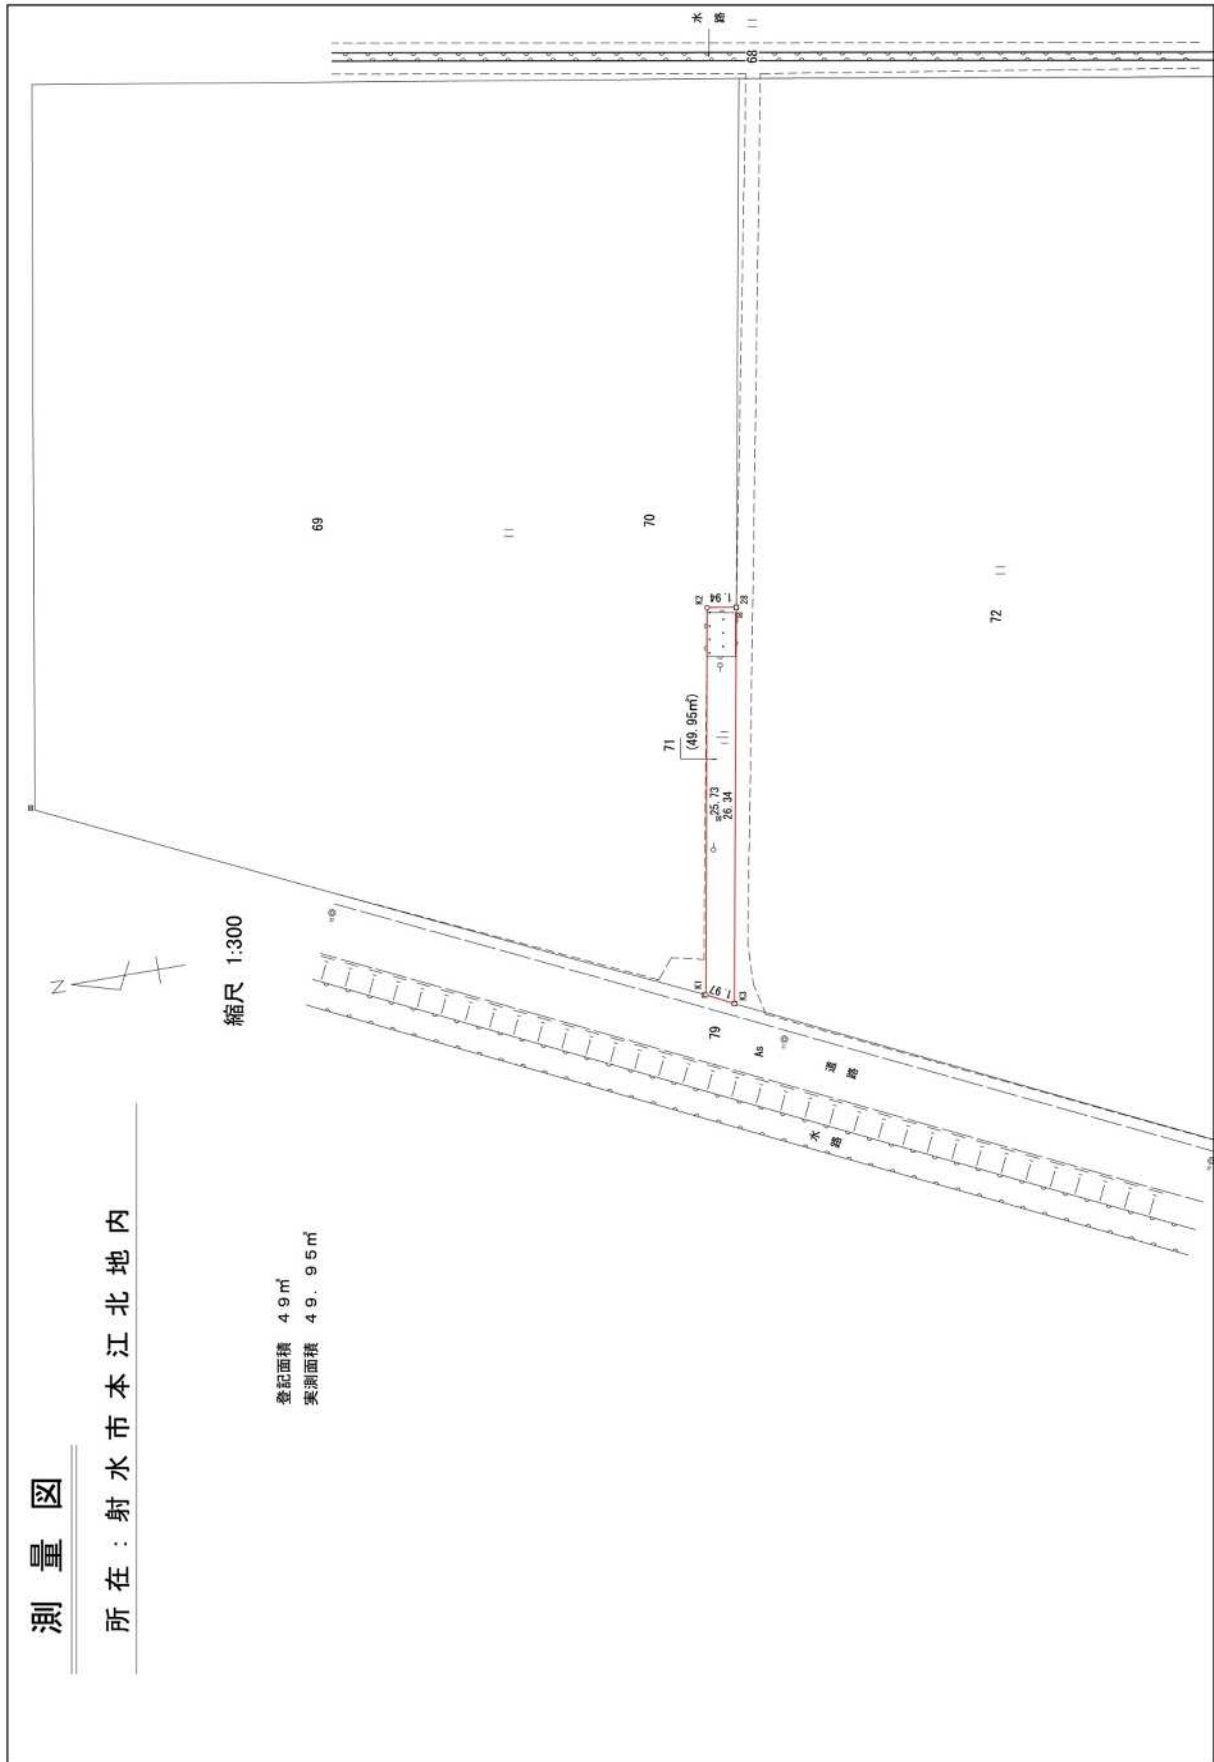 測量図
所在：射水市本江北地内
登記面積 49㎡
実測面積 49.95㎡
縮尺 1:300
N
69
70
71
(49.95㎡)
25.73
26.34
K1
K2
1.94
28
1.97
K3
79
As
道路
水路
72
水路
68